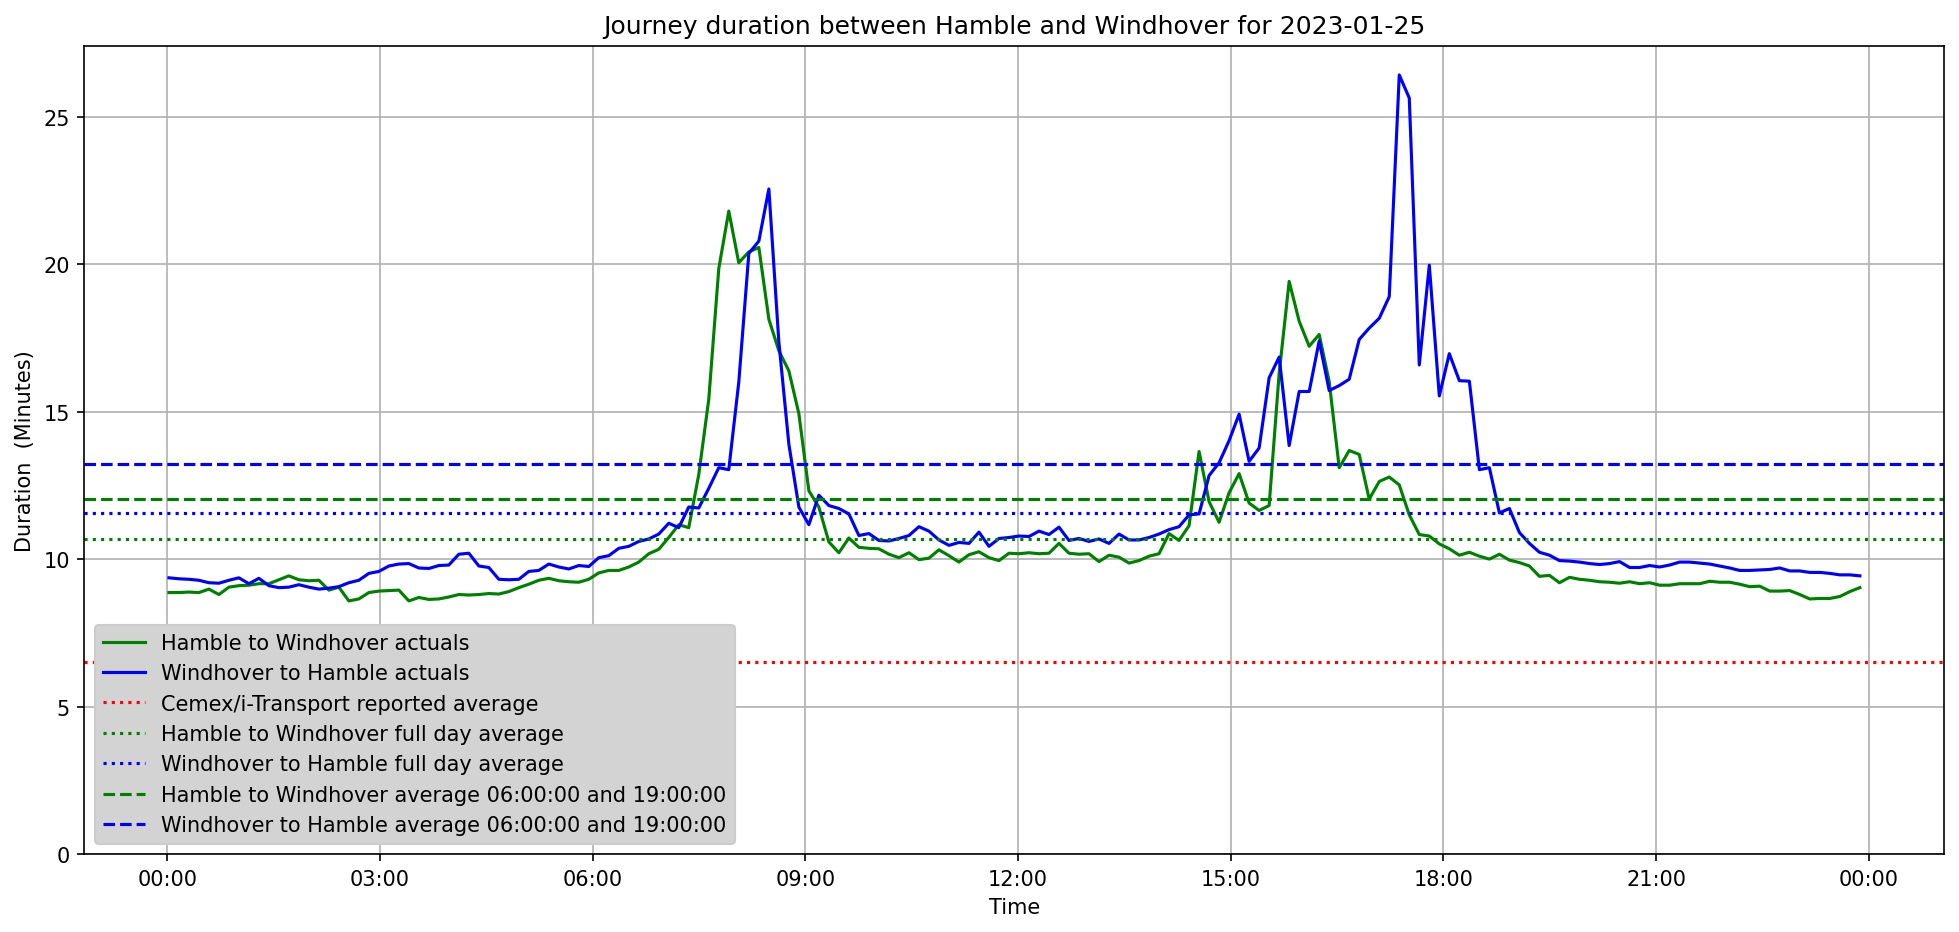 Journey duration between Hamble and Windhover for 2023-01-25
Duration  (Minutes)
25
20
15
10
5
0
Hamble to Windhover actuals
Windhover to Hamble actuals
Cemex/i-Transport reported average
Hamble to Windhover full day average
Windhover to Hamble full day average
Hamble to Windhover average 06:00:00 and 19:00:00
Windhover to Hamble average 06:00:00 and 19:00:00
00:00 03:00 06:00 09:00 12:00 15:00 18:00 21:00 00:00
Time